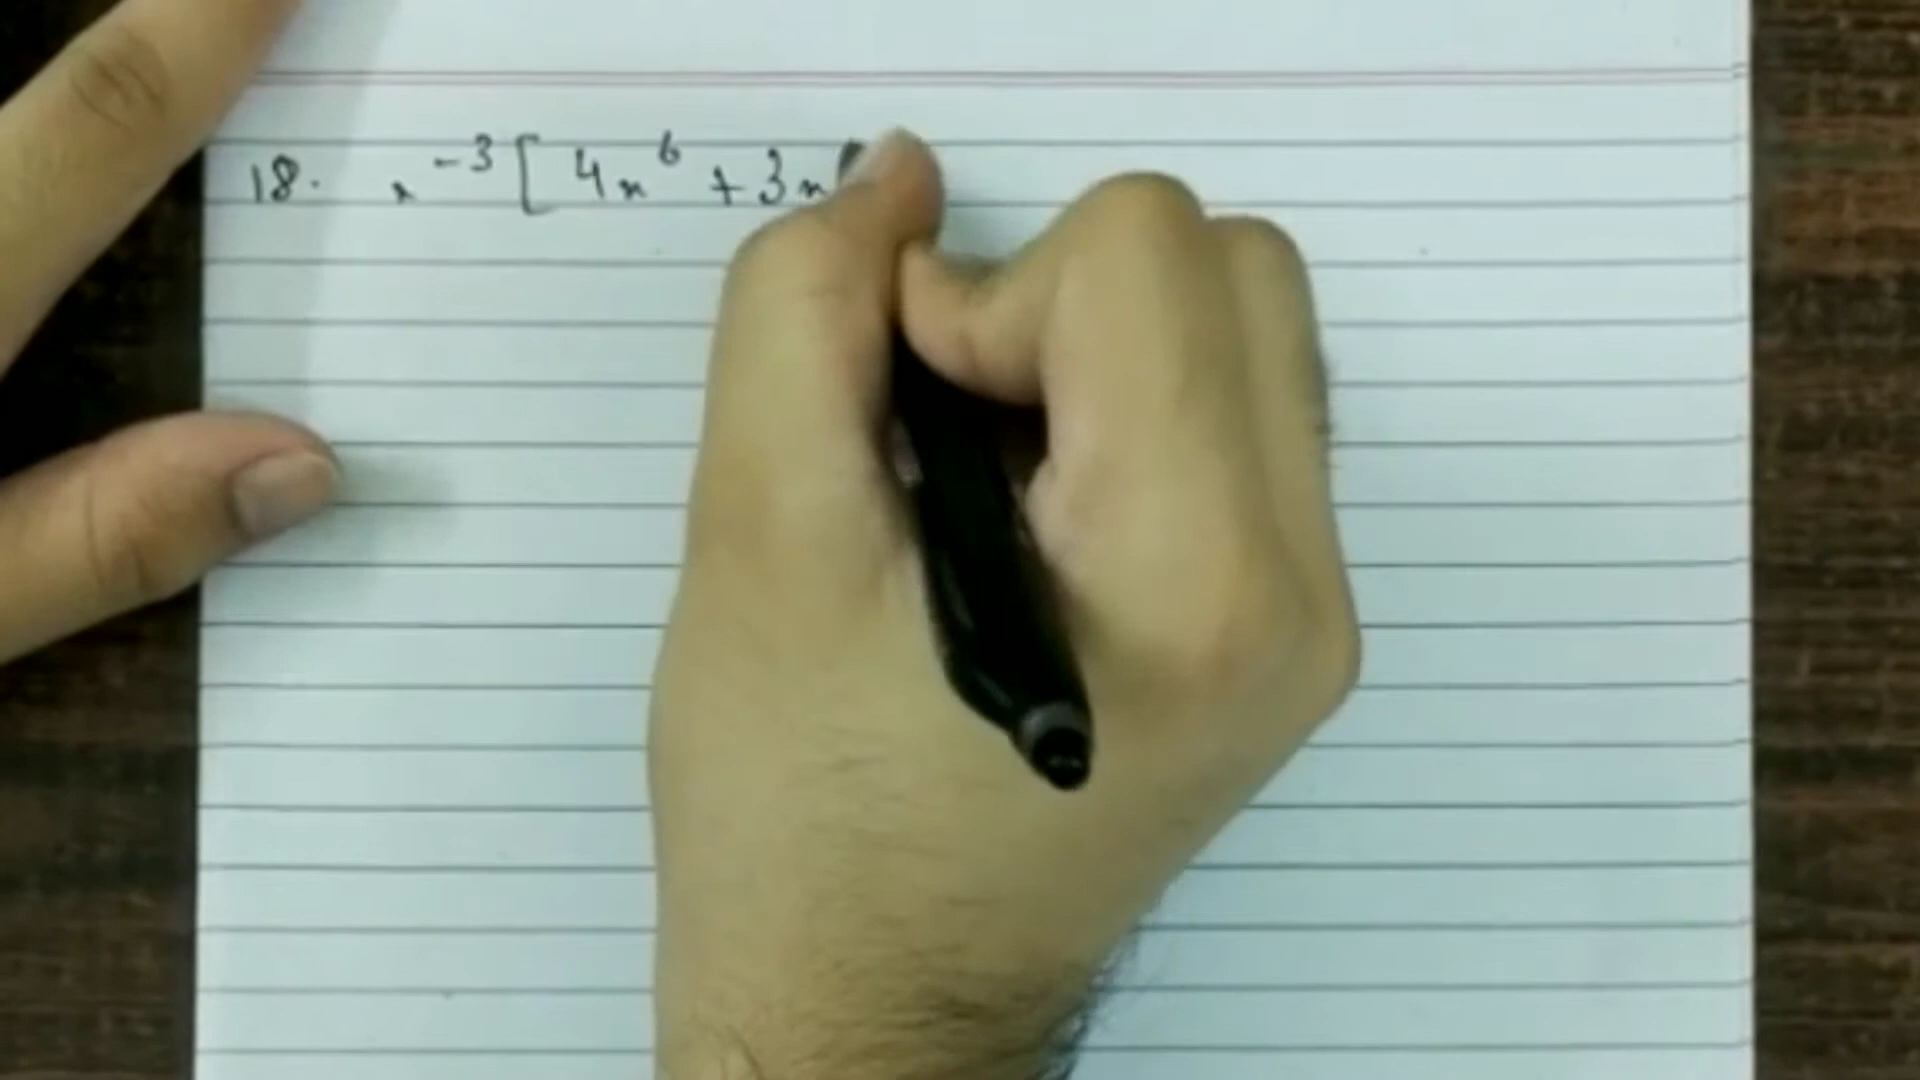 18. x⁻³[4x⁶ + 3x